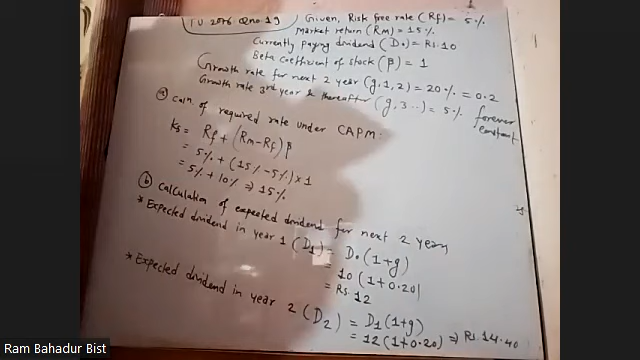 TU 2076 Q.no.19
Given, Risk free rate (Rf) = 5%
Market return (Rm) = 15%
Currently paying dividend (D0) = Rs.10
Beta coefficient of stock (β) = 1
Growth rate for next 2 year (g,1,2) = 20% = 0.2
Growth rate 3rd year & thereafter (g,3...) = 5% forever
constant
(a) Caln. of required rate under CAPM.
Ks = Rf + (Rm-Rf)β
= 5% + (15% - 5%) × 1
= 5% + 10% ⇒ 15%
(b) Calculation of expected dividend for next 2 years
* Expected dividend in year 1 (D1) = D0(1+g)
= 10(1+0.20)
= Rs.12
* Expected dividend in year 2 (D2) = D1(1+g)
= 12(1+0.20) ⇒ Rs.14.40
Ram Bahadur Bist